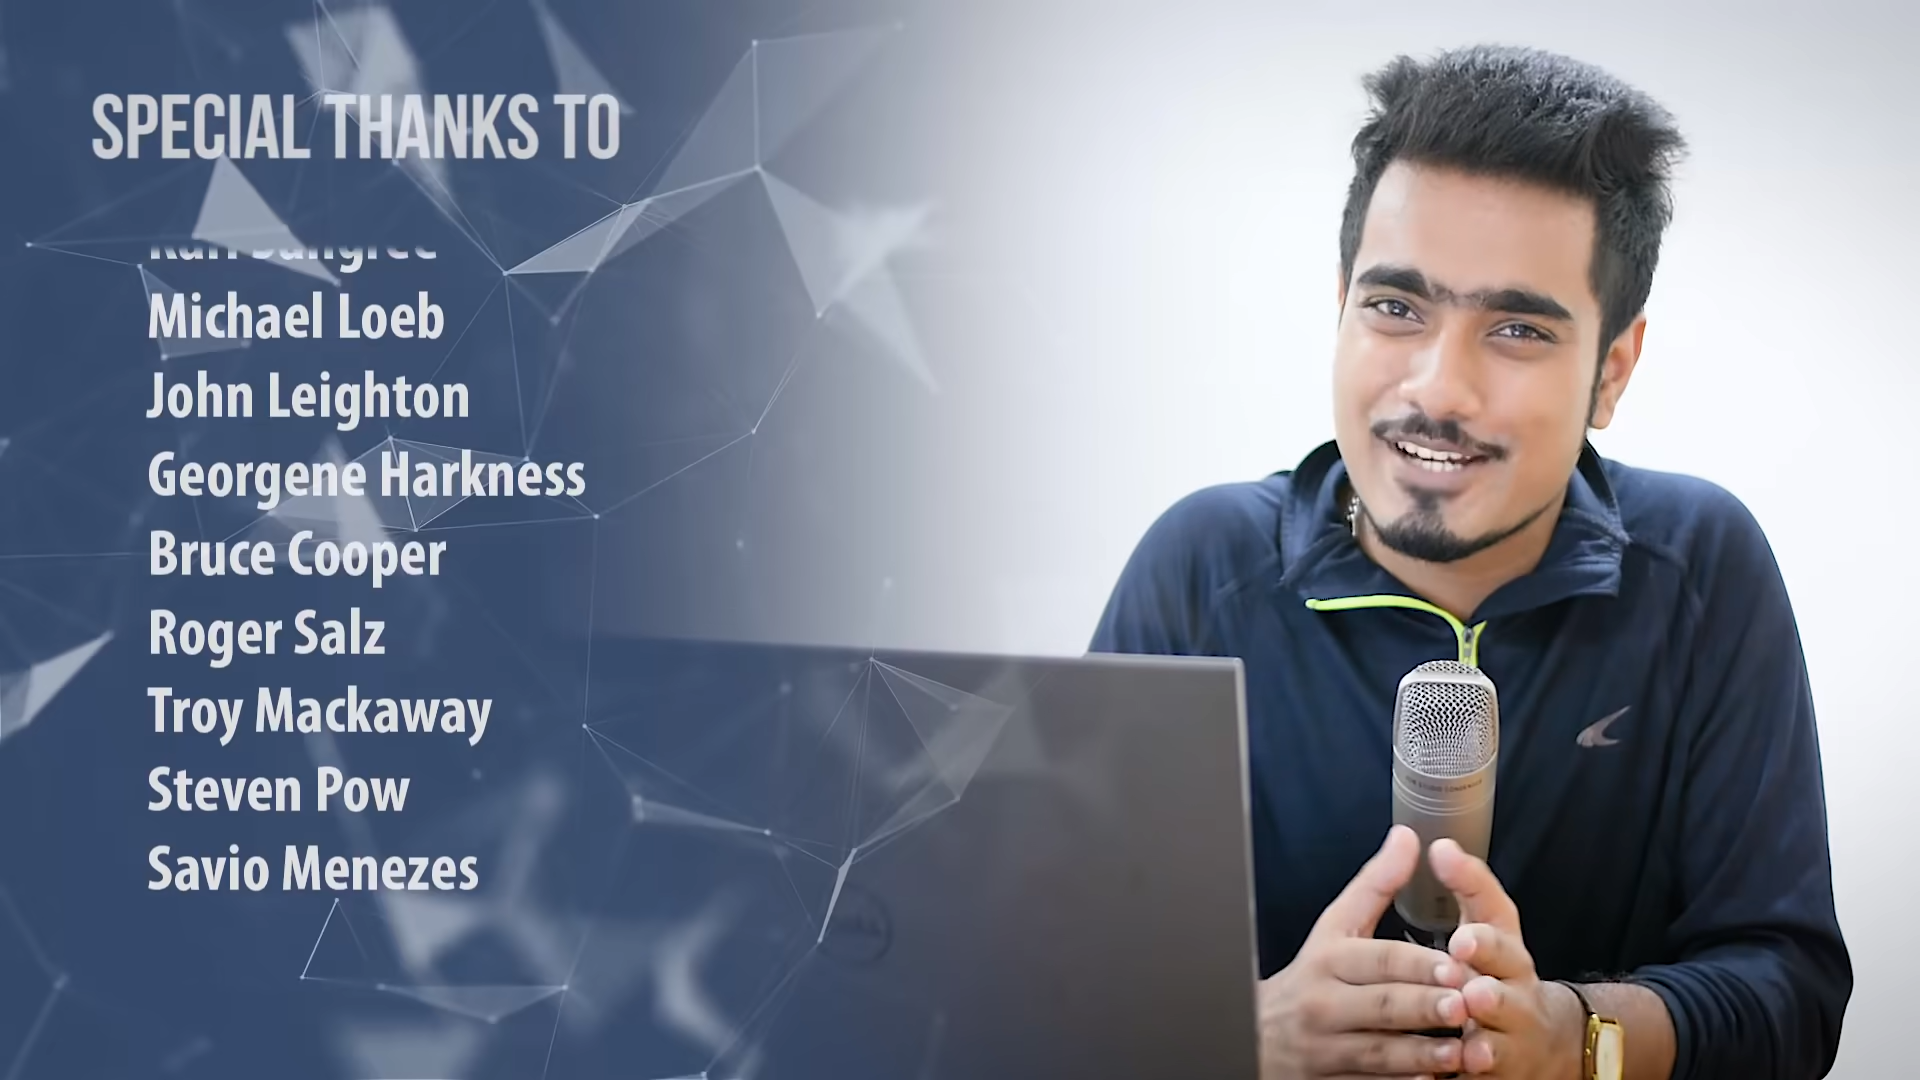 SPECIAL THANKS TO
Michael Loeb
John Leighton
Georgene Harkness
Bruce Cooper
Roger Salz
Troy Mackaway
Steven Pow
Savio Menezes